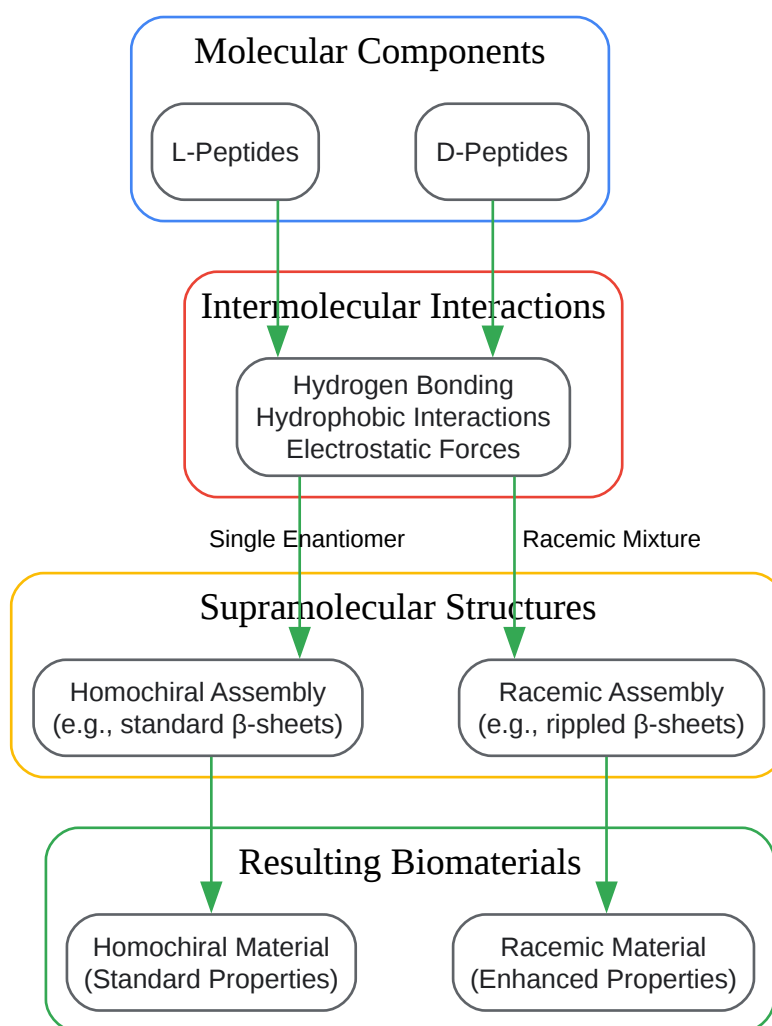 Molecular Components
L-Peptides
D-Peptides
Intermolecular Interactions
Hydrogen Bonding
Hydrophobic Interactions
Electrostatic Forces
Single Enantiomer
Racemic Mixture
Supramolecular Structures
Homochiral Assembly
(e.g., standard β-sheets)
Racemic Assembly
(e.g., rippled β-sheets)
Resulting Biomaterials
Homochiral Material
(Standard Properties)
Racemic Material
(Enhanced Properties)